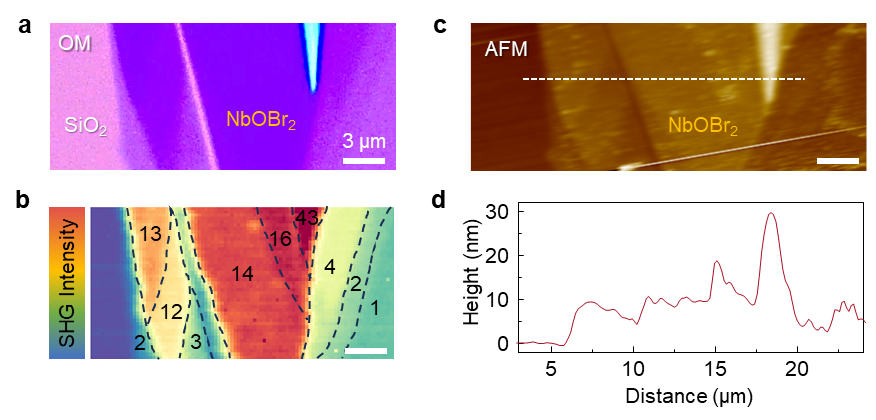 a
OM
SiO₂
NbOBr₂
3 µm
c
AFM
NbOBr₂
b
SHG Intensity
13
12
2
3
14
16
43
4
2
1
d
Height (nm)
30
20
10
0
5
10
15
20
Distance (µm)